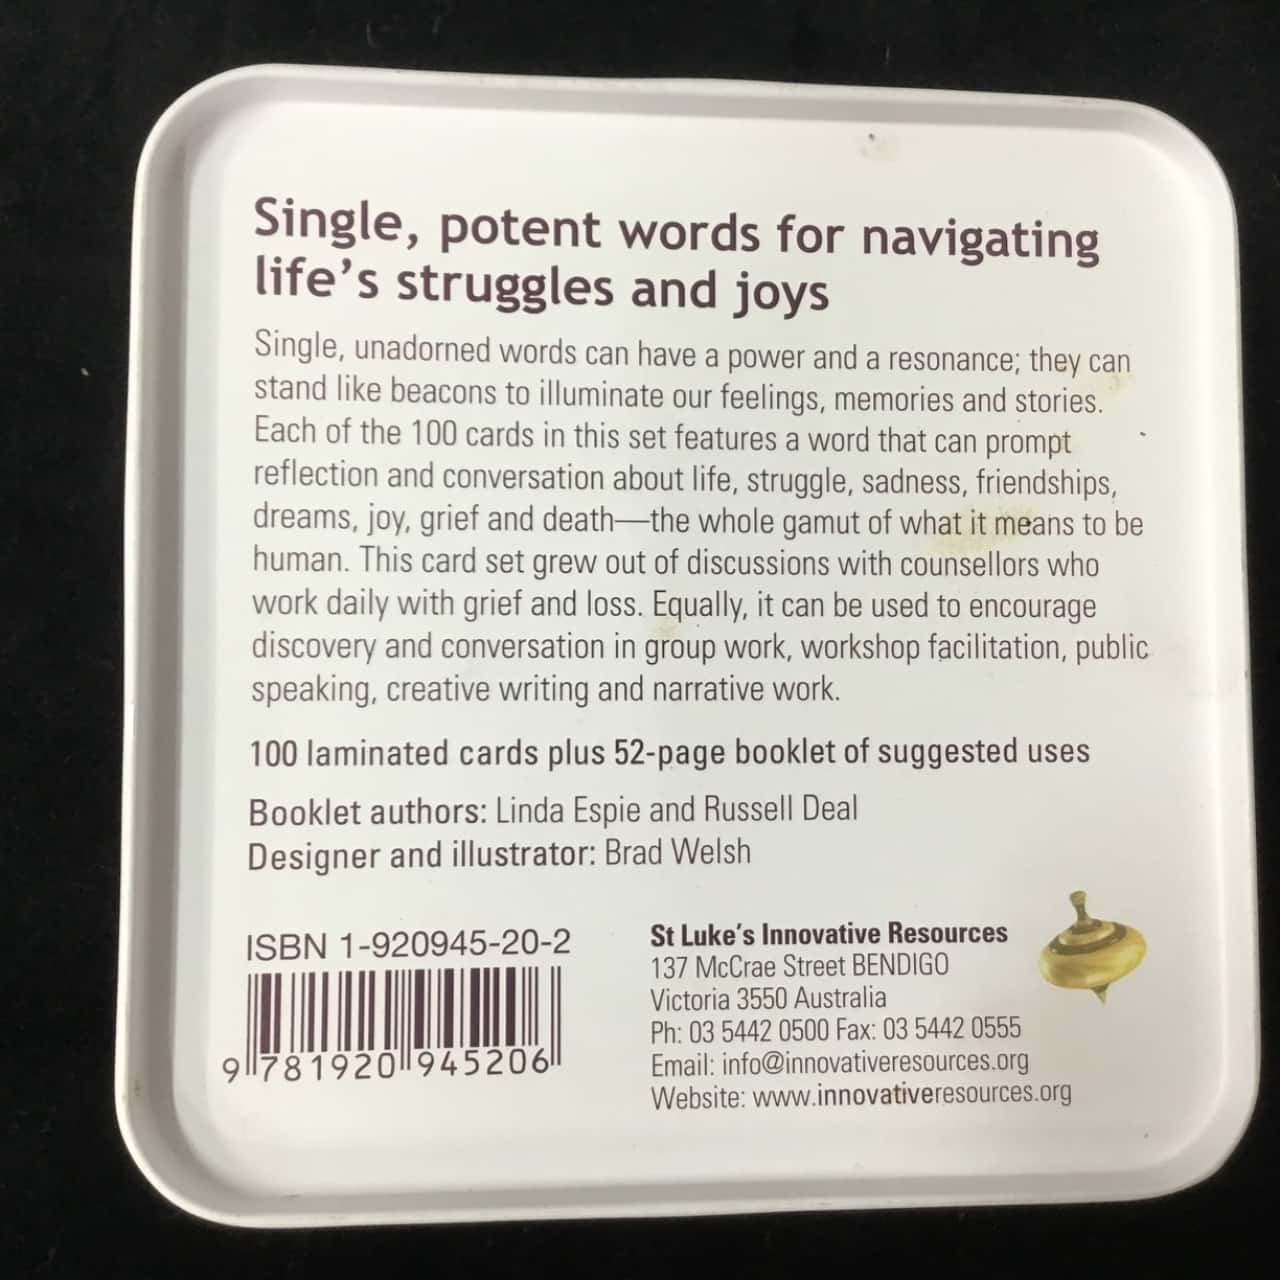 Single, potent words for navigating
life's struggles and joys
Single, unadorned words can have a power and a resonance; they can
stand like beacons to illuminate our feelings, memories and stories.
Each of the 100 cards in this set features a word that can prompt
reflection and conversation about life, struggle, sadness, friendships,
dreams, joy, grief and death—the whole gamut of what it means to be
human. This card set grew out of discussions with counsellors who
work daily with grief and loss. Equally, it can be used to encourage
discovery and conversation in group work, workshop facilitation, public
speaking, creative writing and narrative work.
100 laminated cards plus 52-page booklet of suggested uses
Booklet authors: Linda Espie and Russell Deal
Designer and illustrator: Brad Welsh
ISBN 1-920945-20-2
9 781920 945206
St Luke's Innovative Resources
137 McCrae Street BENDIGO
Victoria 3550 Australia
Ph: 03 5442 0500 Fax: 03 5442 0555
Email: info@innovativeresources.org
Website: www.innovativeresources.org